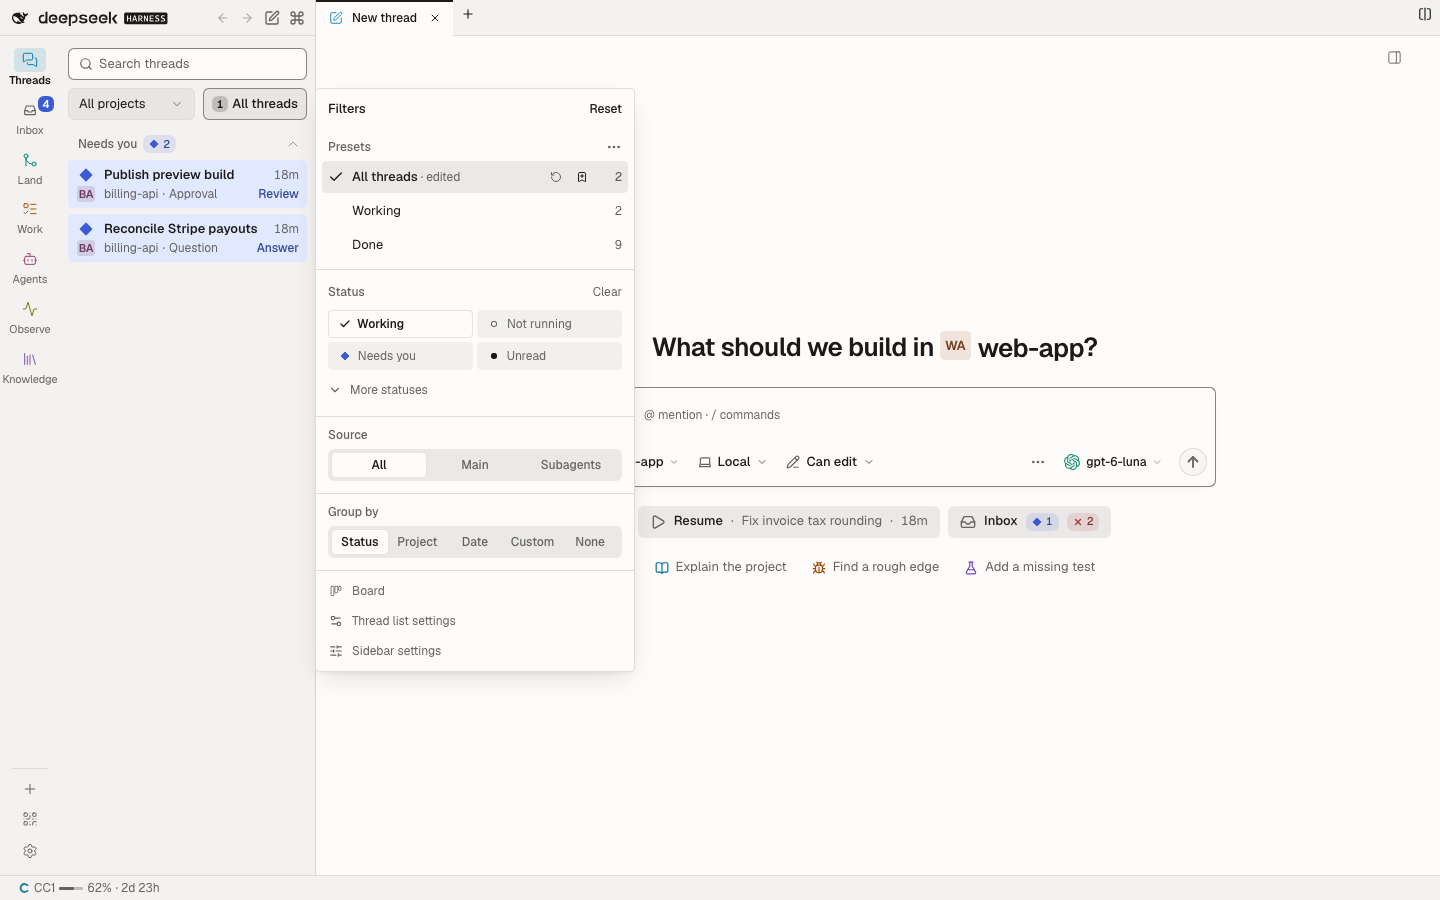 deepseek HARNESS
New thread
Threads
4
Inbox
Land
Work
Agents
Observe
Knowledge
Search threads
All projects
1 All threads
Needs you 2
Publish preview build 18m
BA billing-api · Approval Review
Reconcile Stripe payouts 18m
BA billing-api · Question Answer
Filters Reset
Presets
All threads · edited 2
Working 2
Done 9
Status Clear
Working
Not running
Needs you
Unread
More statuses
Source
All Main Subagents
Group by
Status Project Date Custom None
Board
Thread list settings
Sidebar settings
What should we build in WA web-app?
@ mention · / commands
-app Local Can edit gpt-6-luna
Resume · Fix invoice tax rounding · 18m
Inbox 1 2
Explain the project Find a rough edge Add a missing test
C CC1 62% · 2d 23h